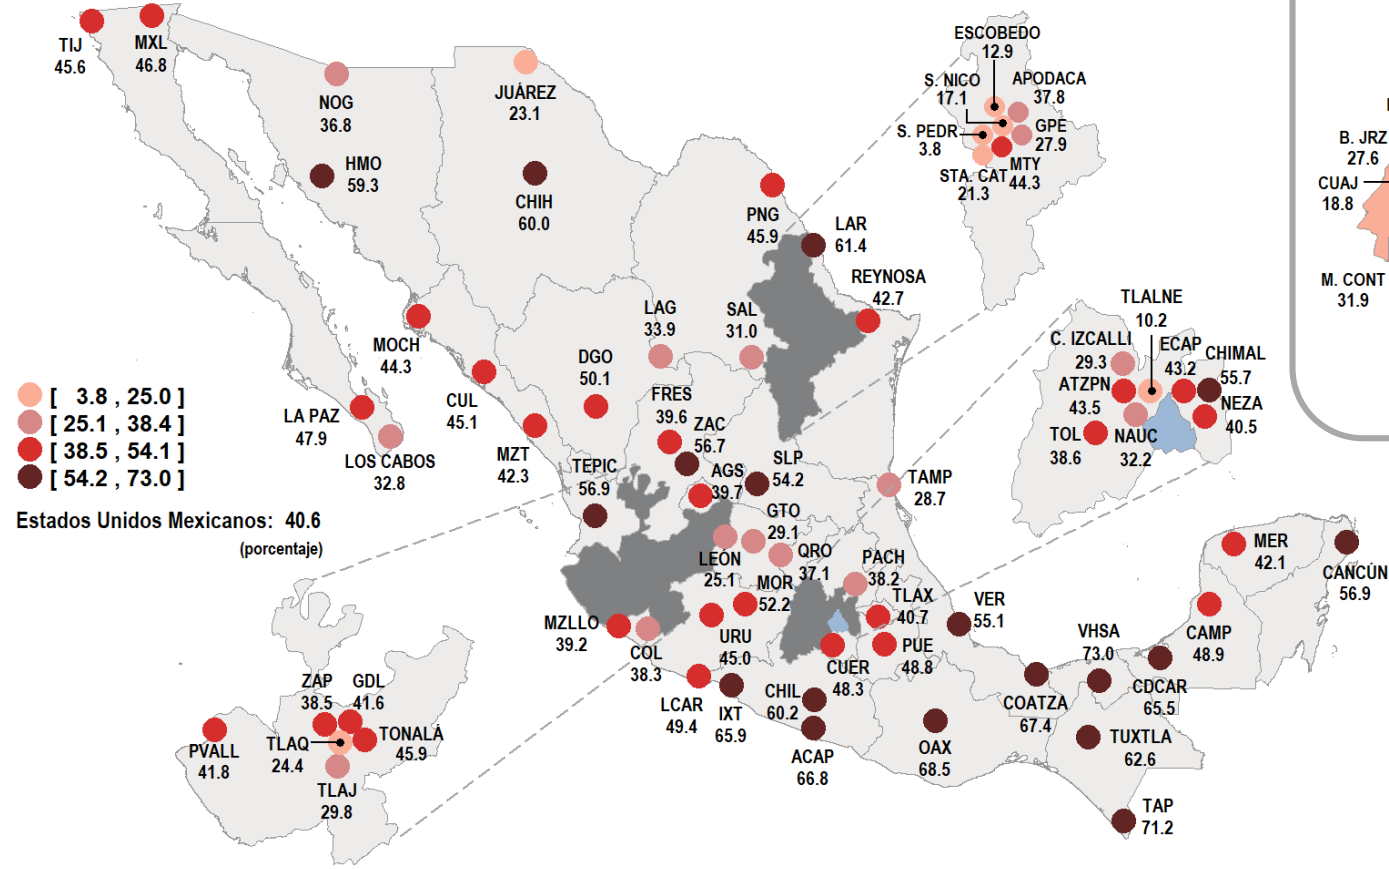 TIJ
45.6
MXL
46.8
NOG
36.8
HMO
59.3
JUÁREZ
23.1
CHIH
60.0
PNG
45.9
LAR
61.4
REYNOSA
42.7
ESCOBEDO
12.9
S. NICO
17.1
APODACA
37.8
S. PEDR
3.8
GPE
27.9
STA. CAT
21.3
MTY
44.3
B. JRZ
27.6
CUAJ
18.8
M. CONT
31.9
MOCH
44.3
CUL
45.1
MZT
42.3
LA PAZ
47.9
LOS CABOS
32.8
LAG
33.9
SAL
31.0
DGO
50.1
FRES
39.6
ZAC
56.7
TEPIC
56.9
AGS
39.7
SLP
54.2
TAMP
28.7
GTO
29.1
LEÓN
25.1
QRO
37.1
PACH
38.2
MOR
52.2
TLAX
40.7
URU
45.0
MZLLO
39.2
COL
38.3
LCAR
49.4
IXT
65.9
CHIL
60.2
ACAP
66.8
CUER
48.3
PUE
48.8
VER
55.1
OAX
68.5
COATZA
67.4
VHSA
73.0
CDCAR
65.5
TUXTLA
62.6
TAP
71.2
CAMP
48.9
MER
42.1
CANCÚN
56.9
TLALNE
10.2
C. IZCALLI
29.3
ECAP
43.2
CHIMAL
55.7
ATZPN
43.5
NEZA
40.5
TOL
38.6
NAUC
32.2
ZAP
38.5
GDL
41.6
TONALÁ
45.9
TLAQ
24.4
TLAJ
29.8
PVALL
41.8
[ 3.8 , 25.0 ]
[ 25.1 , 38.4 ]
[ 38.5 , 54.1 ]
[ 54.2 , 73.0 ]
Estados Unidos Mexicanos: 40.6
(porcentaje)